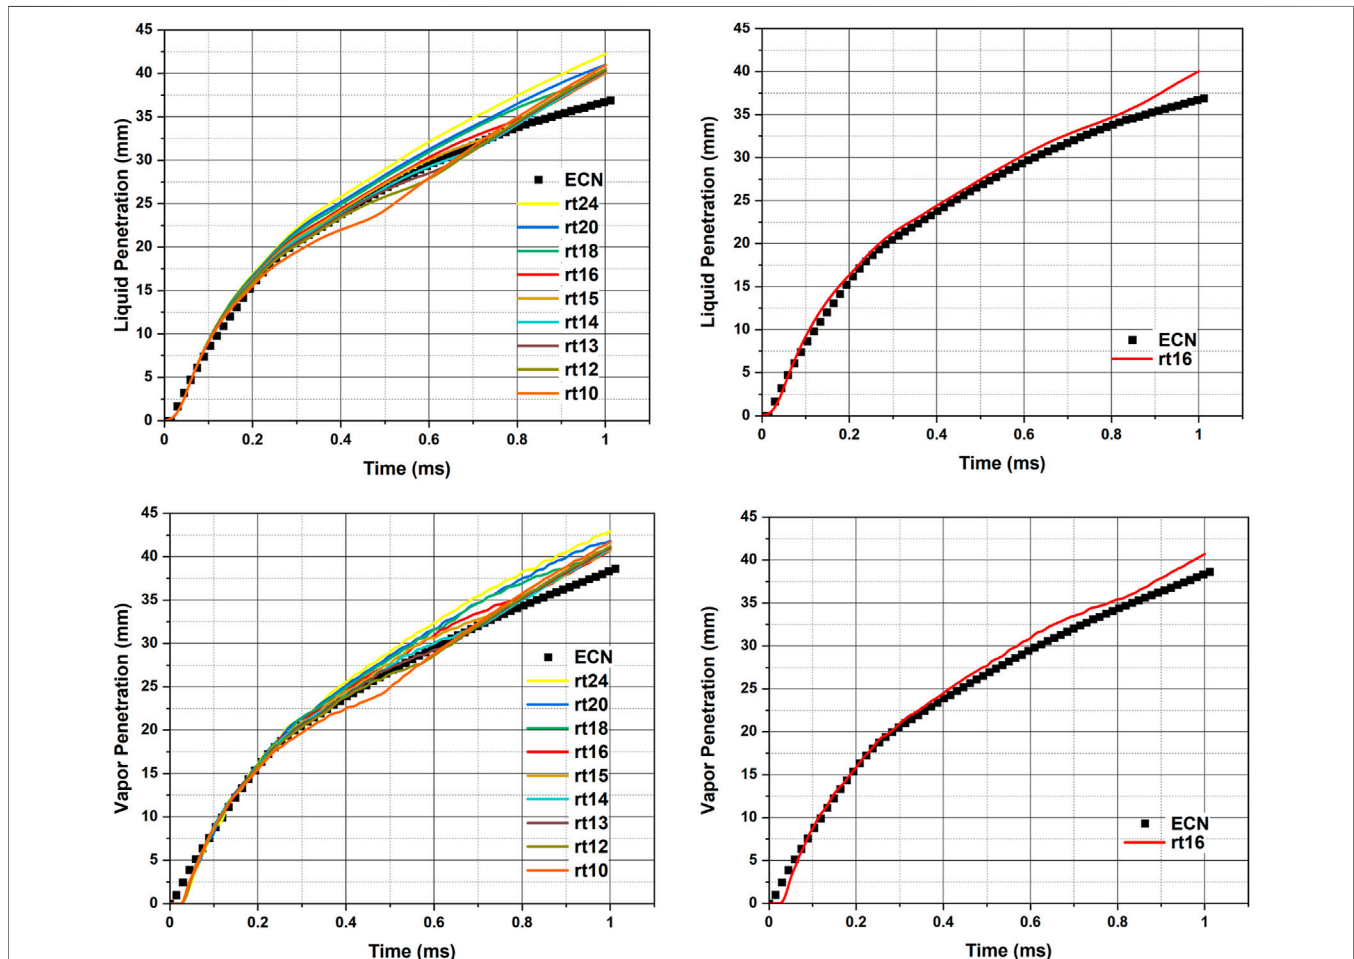 45
40
35
30
25
20
15
10
5
0
Liquid Penetration (mm)
ECN
rt24
rt20
rt18
rt16
rt15
rt14
rt13
rt12
rt10
0 0.2 0.4 0.6 0.8 1
Time (ms)
45
40
35
30
25
20
15
10
5
0
Liquid Penetration (mm)
ECN
rt16
0 0.2 0.4 0.6 0.8 1
Time (ms)
45
40
35
30
25
20
15
10
5
0
Vapor Penetration (mm)
ECN
rt24
rt20
rt18
rt16
rt15
rt14
rt13
rt12
rt10
0 0.2 0.4 0.6 0.8 1
Time (ms)
45
40
35
30
25
20
15
10
5
0
Vapor Penetration (mm)
ECN
rt16
0 0.2 0.4 0.6 0.8 1
Time (ms)